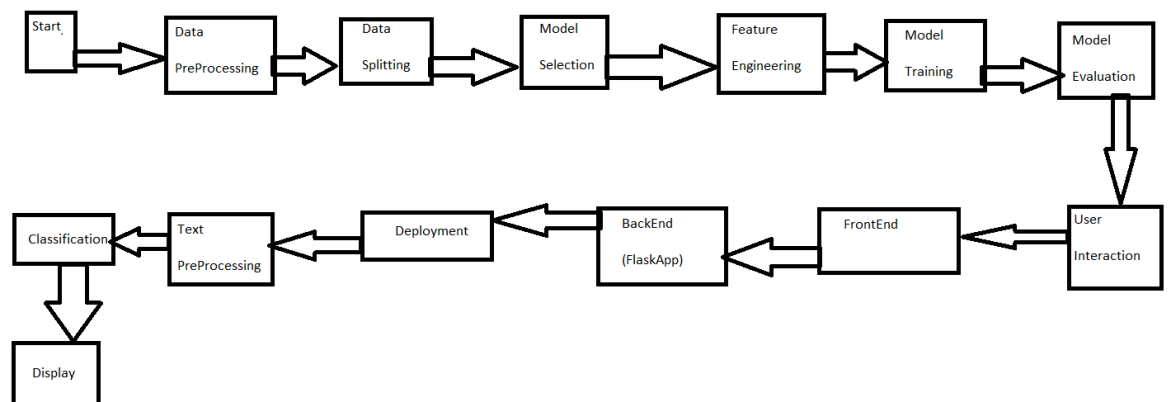 Start
Data
PreProcessing
Data
Splitting
Model
Selection
Feature
Engineering
Model
Training
Model
Evaluation
User
Interaction
FrontEnd
BackEnd
(FlaskApp)
Deployment
Text
PreProcessing
Classification
Display